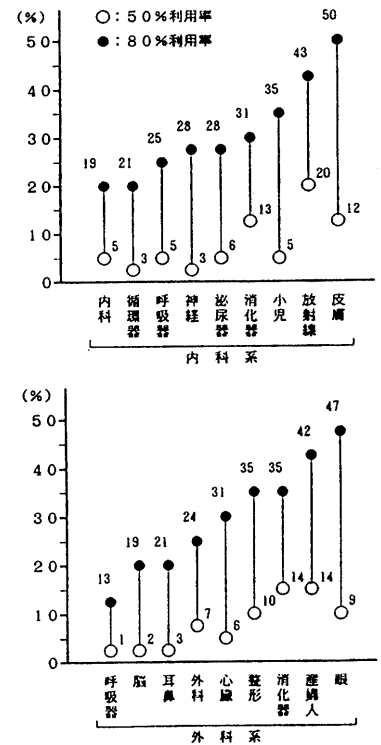 (%)
○：50%利用率
●：80%利用率
50
40
30
20
10
0
19
21
25
28
28
31
35
43
50
5
3
5
3
6
13
5
20
12
内科
循環器
呼吸器
神経
泌尿器
消化器
小児
放射線
皮膚
内科系
(%)
50
40
30
20
10
0
13
19
21
24
31
35
35
42
47
1
2
3
7
6
10
14
14
9
呼吸器
脳
耳鼻
外科
心臓
整形
消化器
産婦人
眼
外科系